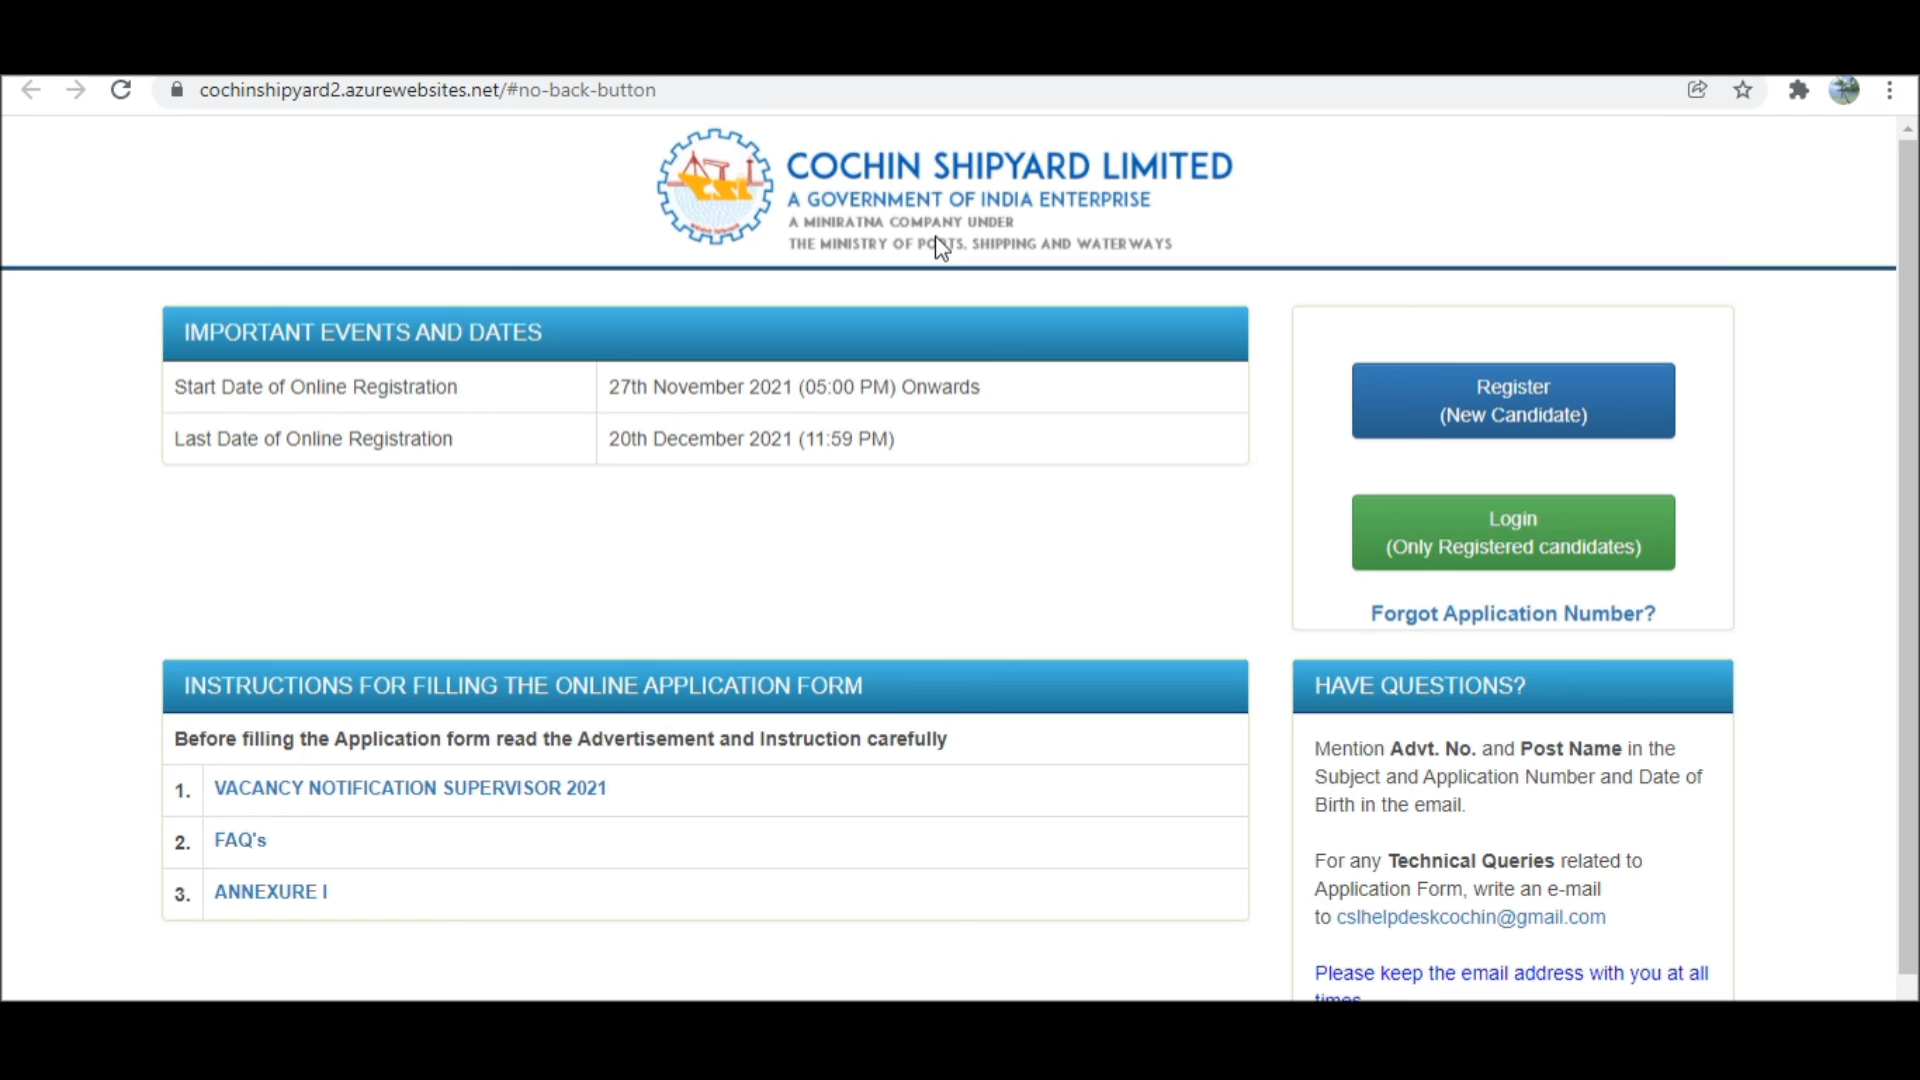 cochinshipyard2.azurewebsites.net/#no-back-button
COCHIN SHIPYARD LIMITED
A GOVERNMENT OF INDIA ENTERPRISE
A MINIRATNA COMPANY UNDER
THE MINISTRY OF PORTS, SHIPPING AND WATERWAYS
CSL
IMPORTANT EVENTS AND DATES
Start Date of Online Registration 27th November 2021 (05:00 PM) Onwards
Last Date of Online Registration 20th December 2021 (11:59 PM)
Register
(New Candidate)
Login
(Only Registered candidates)
Forgot Application Number?
INSTRUCTIONS FOR FILLING THE ONLINE APPLICATION FORM
Before filling the Application form read the Advertisement and Instruction carefully
1. VACANCY NOTIFICATION SUPERVISOR 2021
2. FAQ's
3. ANNEXURE I
HAVE QUESTIONS?
Mention Advt. No. and Post Name in the
Subject and Application Number and Date of
Birth in the email.
For any Technical Queries related to
Application Form, write an e-mail
to cslhelpdeskcochin@gmail.com
Please keep the email address with you at all
times